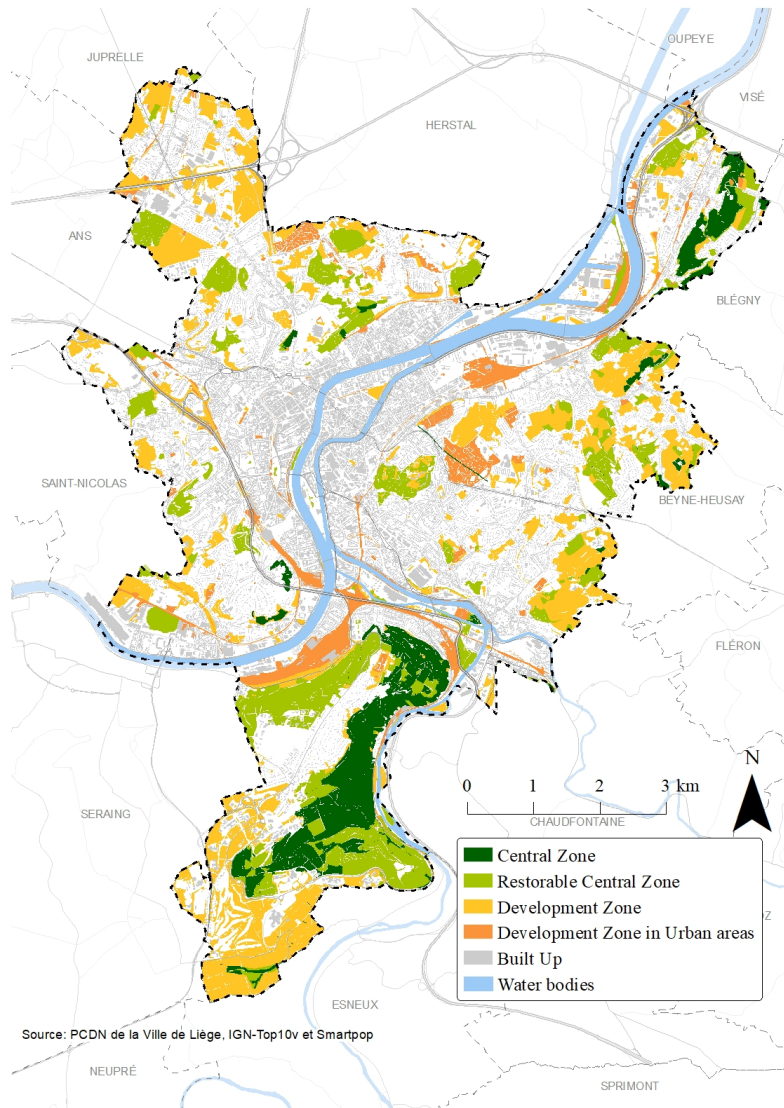 OUPEYE
JUPRELLE
VISÉ
HERSTAL
ANS
BLÉGNY
SAINT-NICOLAS
BEYNE-HEUSAY
FLÉRON
N
0 1 2 3 km
SERAING
CHAUDFONTAINE
Central Zone
Restorable Central Zone
Development Zone
OZ
Development Zone in Urban areas
Built Up
Water bodies
ESNEUX
Source: PCDN de la Ville de Liège, IGN-Top10v et Smartpop
NEUPRÉ
SPRIMONT